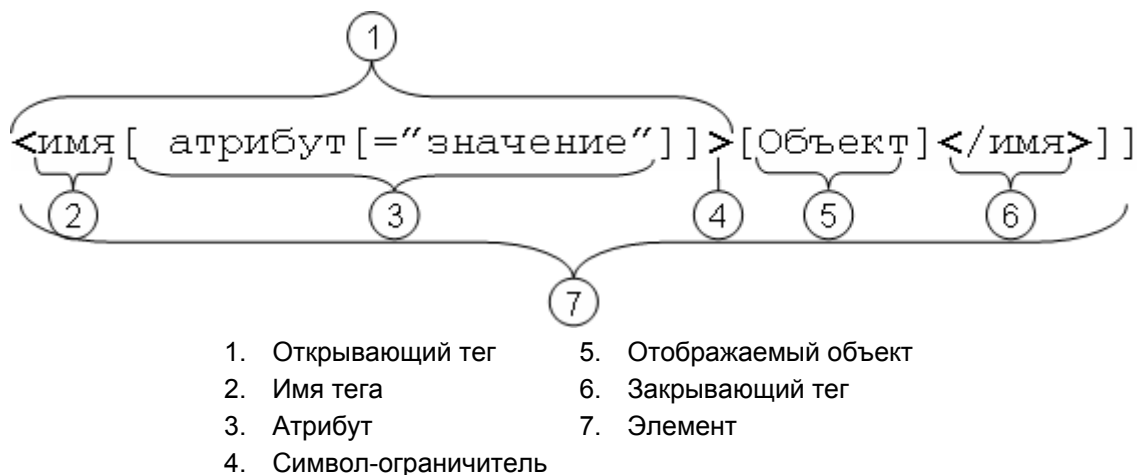 1
<имя[ атрибут[=″значение″]]>[Объект]</имя>]]
2 3 4 5 6
7
1. Открывающий тег 5. Отображаемый объект
2. Имя тега 6. Закрывающий тег
3. Атрибут 7. Элемент
4. Символ-ограничитель